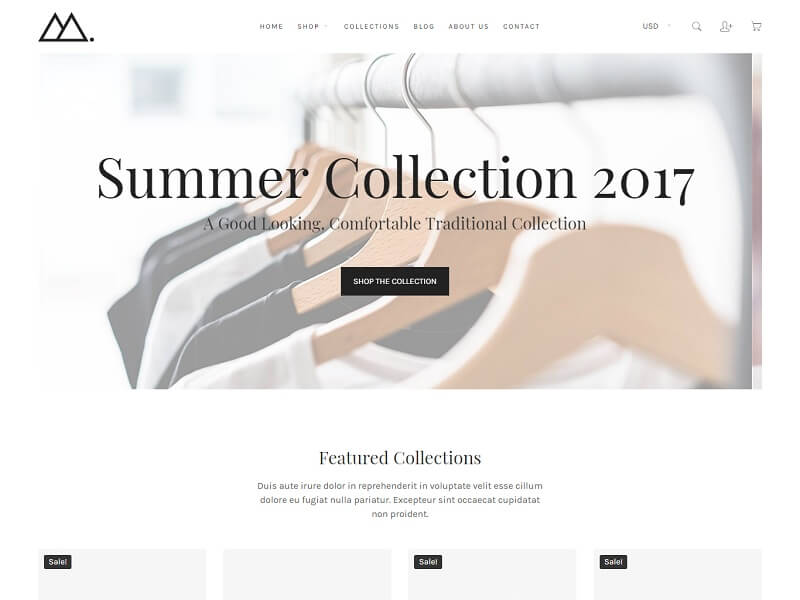 HOME SHOP COLLECTIONS BLOG ABOUT US CONTACT USD
Summer Collection 2017
A Good Looking, Comfortable Traditional Collection
SHOP THE COLLECTION
Featured Collections
Duis aute irure dolor in reprehenderit in voluptate velit esse cillum
dolore eu fugiat nulla pariatur. Excepteur sint occaecat cupidatat
non proident.
Sale! Sale! Sale!